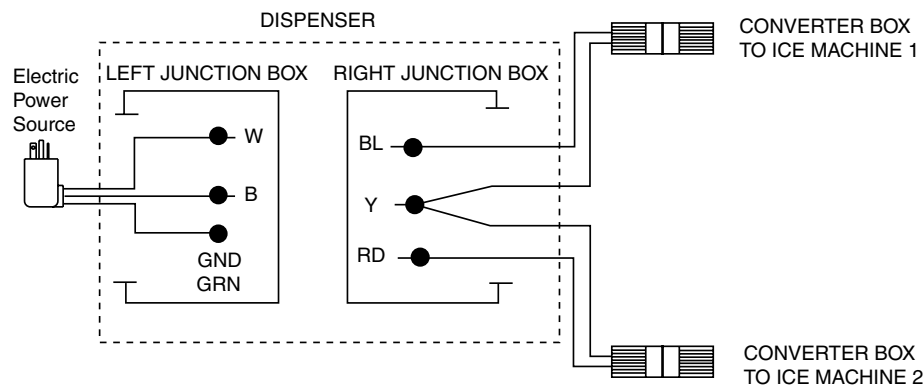 DISPENSER
CONVERTER BOX
TO ICE MACHINE 1
Electric
Power
Source
LEFT JUNCTION BOX
RIGHT JUNCTION BOX
W
B
GND
GRN
BL
Y
RD
CONVERTER BOX
TO ICE MACHINE 2